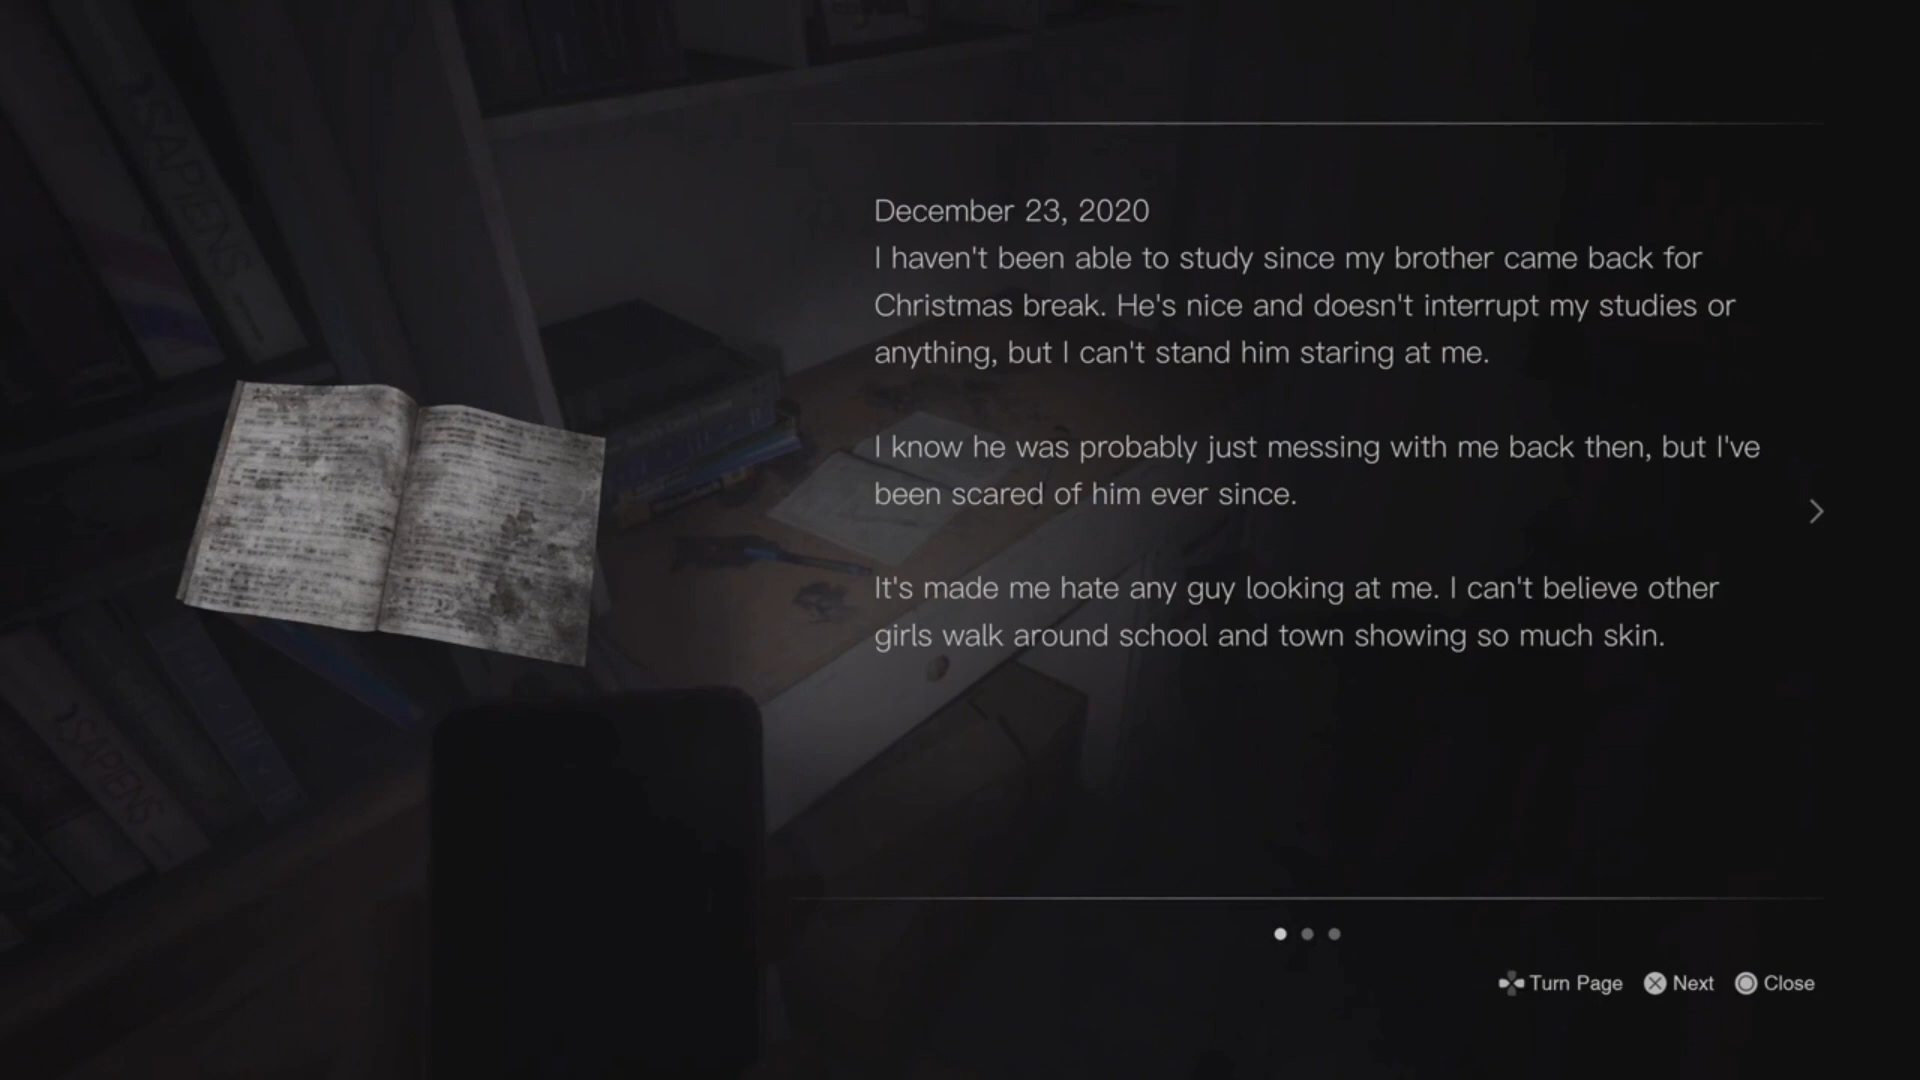 SAPIENS
December 23, 2020
I haven't been able to study since my brother came back for
Christmas break. He's nice and doesn't interrupt my studies or
anything, but I can't stand him staring at me.
I know he was probably just messing with me back then, but I've
been scared of him ever since.
It's made me hate any guy looking at me. I can't believe other
girls walk around school and town showing so much skin.
SAPIENS
Turn Page Next Close